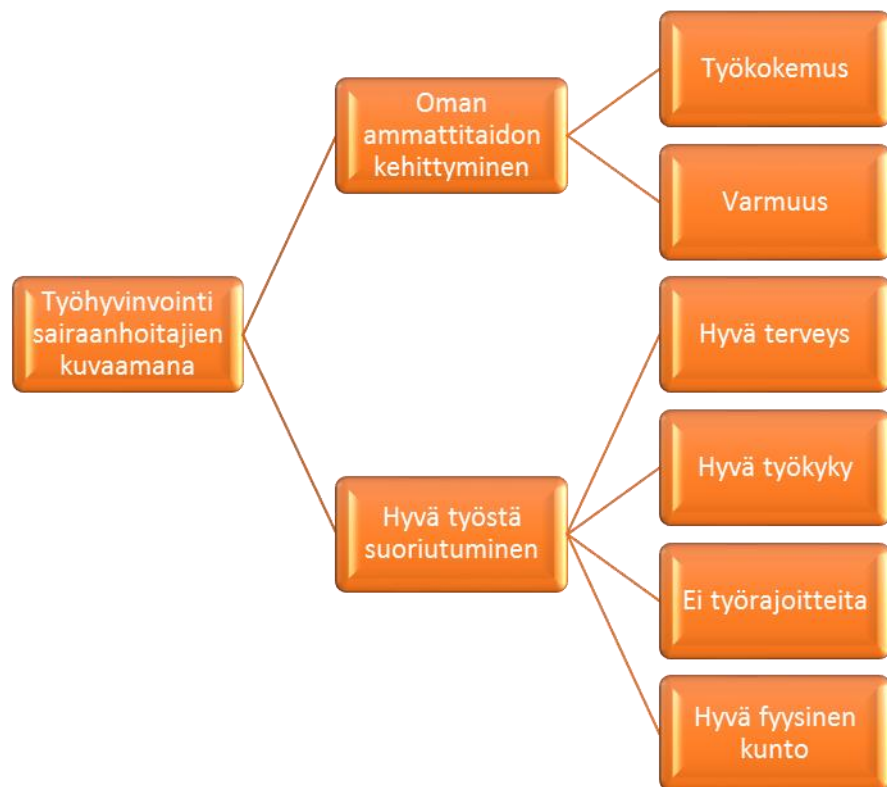 Työhyvinvointi
sairaanhoitajien
kuvaamana
Oman
ammattitaidon
kehittyminen
Työkokemus
Varmuus
Hyvä työstä
suoriutuminen
Hyvä terveys
Hyvä työkyky
Ei työrajoitteita
Hyvä fyysinen
kunto